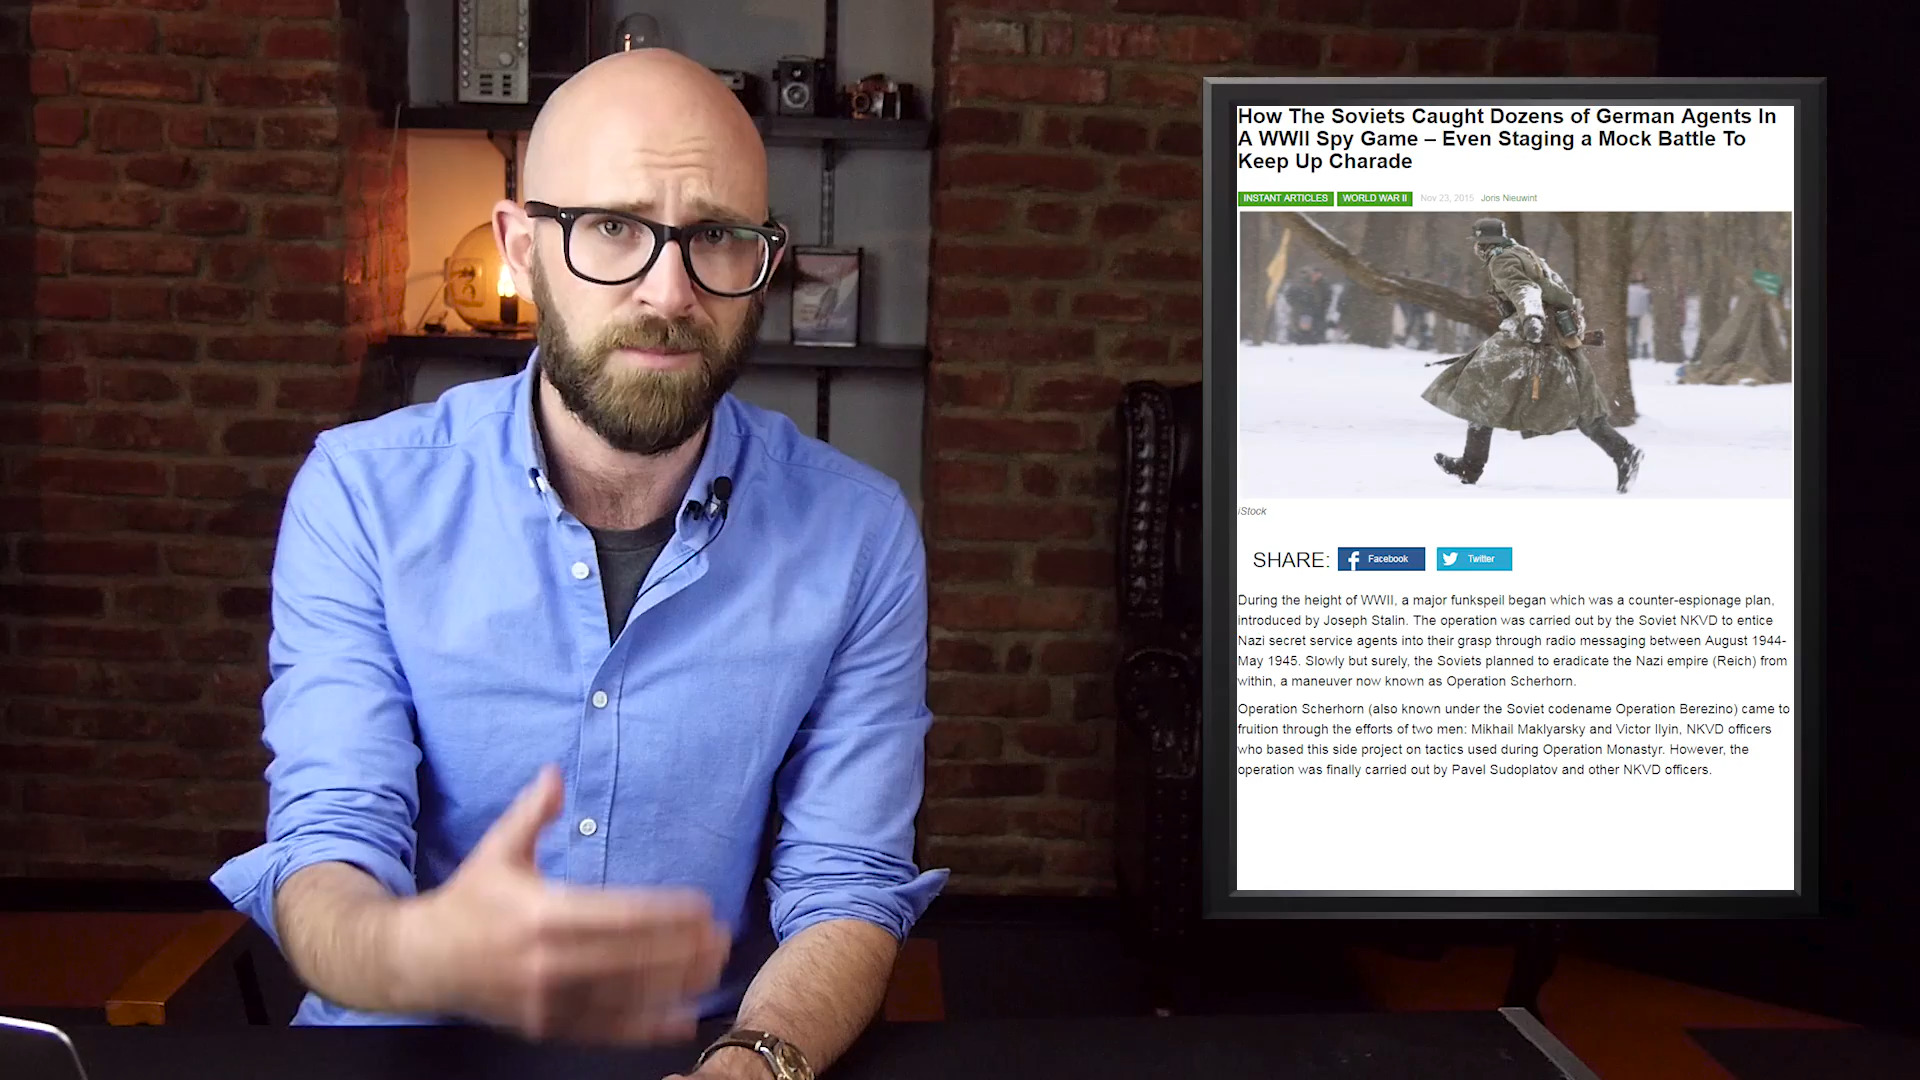 How The Soviets Caught Dozens of German Agents In
A WWII Spy Game – Even Staging a Mock Battle To
Keep Up Charade
INSTANT ARTICLES WORLD WAR II Nov 23, 2015 Joris Nieuwint
iStock
SHARE: Facebook Twitter
During the height of WWII, a major funkspeil began which was a counter-espionage plan,
introduced by Joseph Stalin. The operation was carried out by the Soviet NKVD to entice
Nazi secret service agents into their grasp through radio messaging between August 1944-
May 1945. Slowly but surely, the Soviets planned to eradicate the Nazi empire (Reich) from
within, a maneuver now known as Operation Scherhorn.
Operation Scherhorn (also known under the Soviet codename Operation Berezino) came to
fruition through the efforts of two men: Mikhail Maklyarsky and Victor Ilyin, NKVD officers
who based this side project on tactics used during Operation Monastyr. However, the
operation was finally carried out by Pavel Sudoplatov and other NKVD officers.